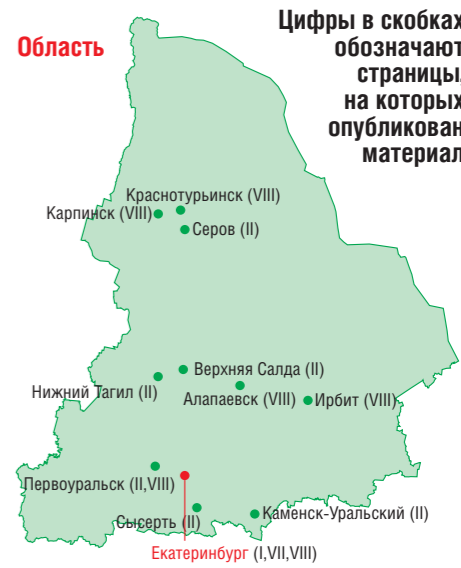 Область
Цифры в скобках
обозначают
страницы,
на которых
опубликован
материал
Краснотурьинск (VIII)
Карпинск (VIII)
Серов (II)
Верхняя Салда (II)
Нижний Тагил (II)
Алапаевск (VIII)
Ирбит (VIII)
Первоуральск (II,VIII)
Сысерть (II)
Каменск-Уральский (II)
Екатеринбург (I,VII,VIII)